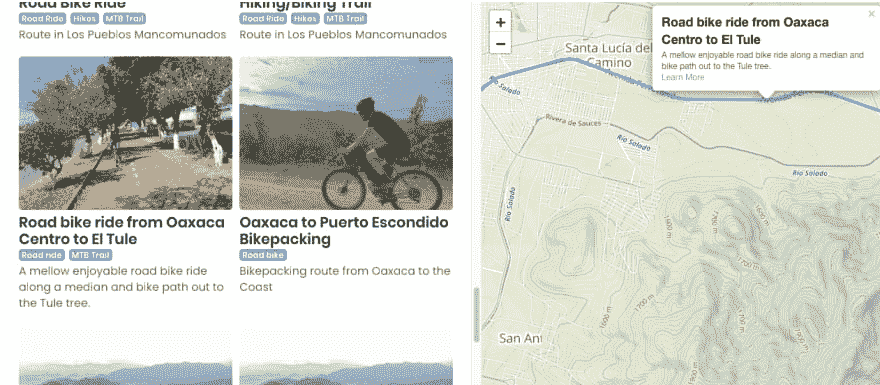 Road Bike Ride
Road Ride Hikes MTB Trail
Route in Los Pueblos Mancomunados
Hiking/Biking Trail
Road Ride Hikes MTB Trail
Route in Los Pueblos Mancomunados
Road bike ride from Oaxaca
Centro to El Tule
Road ride MTB Trail
A mellow enjoyable road bike ride
along a median and bike path out to
the Tule tree.
Oaxaca to Puerto Escondido
Bikepacking
Road bike
Bikepacking route from Oaxaca to the
Coast
+
−
Santa Lucía del
Camino
Road bike ride from Oaxaca
Centro to El Tule
×
A mellow enjoyable road bike ride along a median and
bike path out to the Tule tree.
Learn More
Río Salado
Rivera de Sauces
Río Salado
Río Salado
Río Salado
1600 m
1700 m
1600 m
1700 m
1600 m
1700 m
1700 m
1900 m
1900 m
San Ant